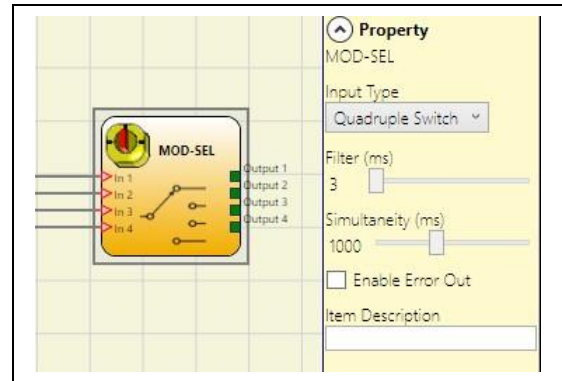 MOD-SEL
In 1
In 2
In 3
In 4
Output 1
Output 2
Output 3
Output 4
Property
MOD-SEL
Input Type
Quadruple Switch
Filter (ms)
3
Simultaneity (ms)
1000
Enable Error Out
Item Description